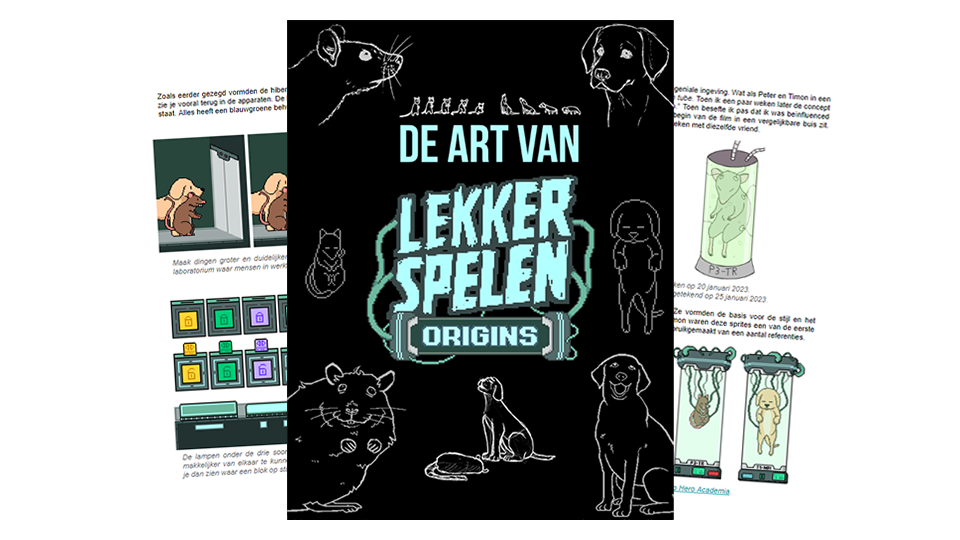 Zoals eerder gezegd vormden de hiber
zie je vooral terug in de apparaten. De
staat. Alles heeft een blauwgroene behe
Maak dingen groter en duidelijker
laboratorium waar mensen in werk
De lampen onder de drie soor
makkelijker van elkaar te kunne
je dan zien waar een blok op sta
DE ART VAN
LEKKER
SPELEN
ORIGINS
geniale ingeving. Wat als Peter en Timon in een
tube. Toen ik een paar weken later de concept
." Toen besefte ik pas dat ik was beïnfluenced
begin van de film in een vergelijkbare buis zit.
eken met diezelfde vriend.
P3-TR
ken op 20 januari 2023.
getekend op 25 januari 2023.
Ze vormden de basis voor de stijl en het
mon waren deze sprites een van de eerste
bruikgemaakt van een aantal referenties.
o Hero Academia.